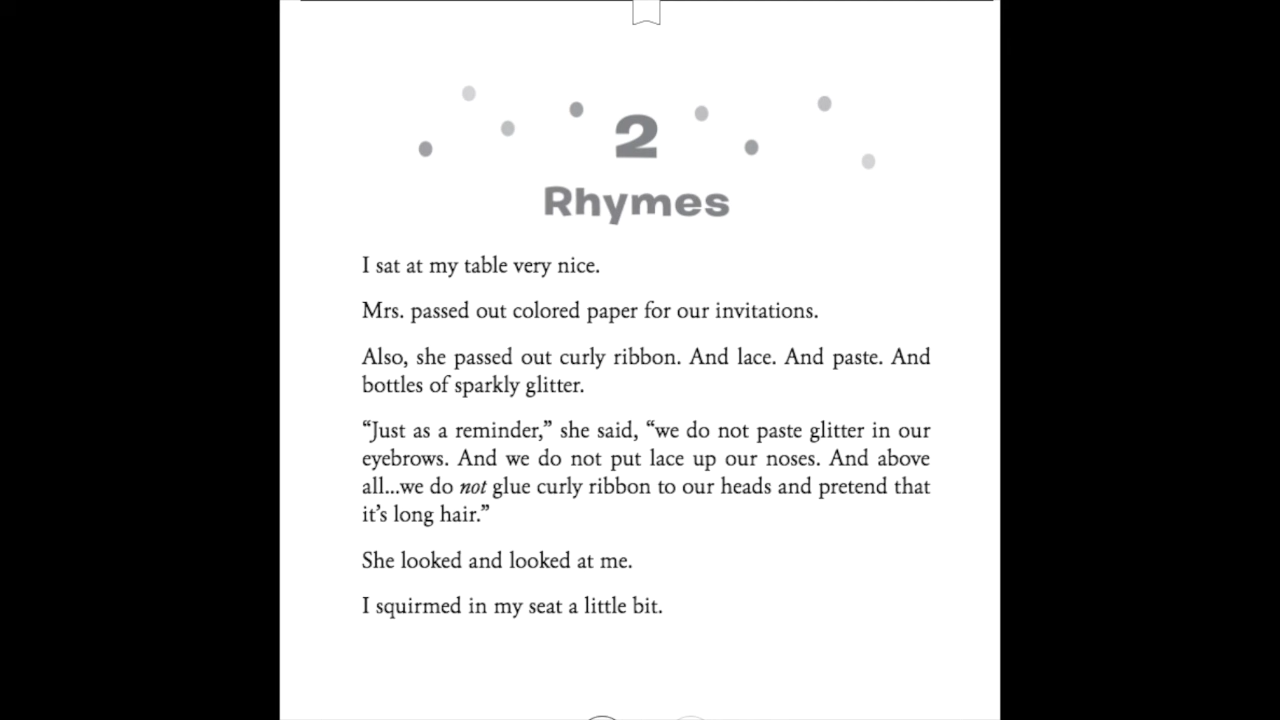 2
Rhymes
I sat at my table very nice.
Mrs. passed out colored paper for our invitations.
Also, she passed out curly ribbon. And lace. And paste. And
bottles of sparkly glitter.
“Just as a reminder,” she said, “we do not paste glitter in our
eyebrows. And we do not put lace up our noses. And above
all...we do not glue curly ribbon to our heads and pretend that
it’s long hair.”
She looked and looked at me.
I squirmed in my seat a little bit.